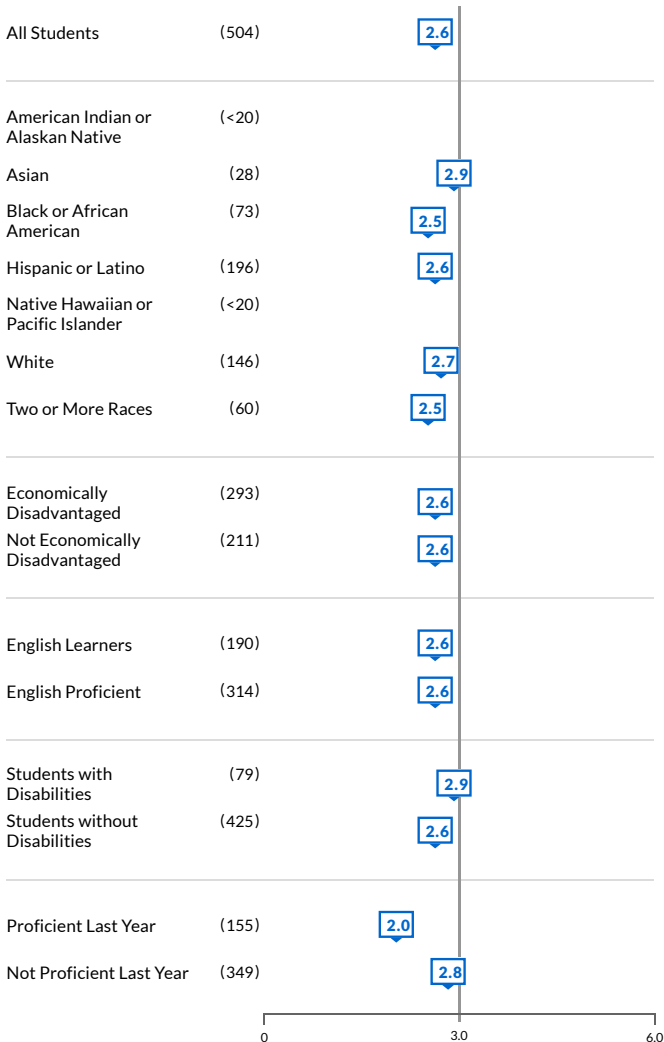 All Students (504) 2.6
American Indian or (<20)
Alaskan Native
Asian (28) 2.9
Black or African (73) 2.5
American
Hispanic or Latino (196) 2.6
Native Hawaiian or (<20)
Pacific Islander
White (146) 2.7
Two or More Races (60) 2.5
Economically (293) 2.6
Disadvantaged
Not Economically (211) 2.6
Disadvantaged
English Learners (190) 2.6
English Proficient (314) 2.6
Students with (79) 2.9
Disabilities
Students without (425) 2.6
Disabilities
Proficient Last Year (155) 2.0
Not Proficient Last Year (349) 2.8
0 3.0 6.0